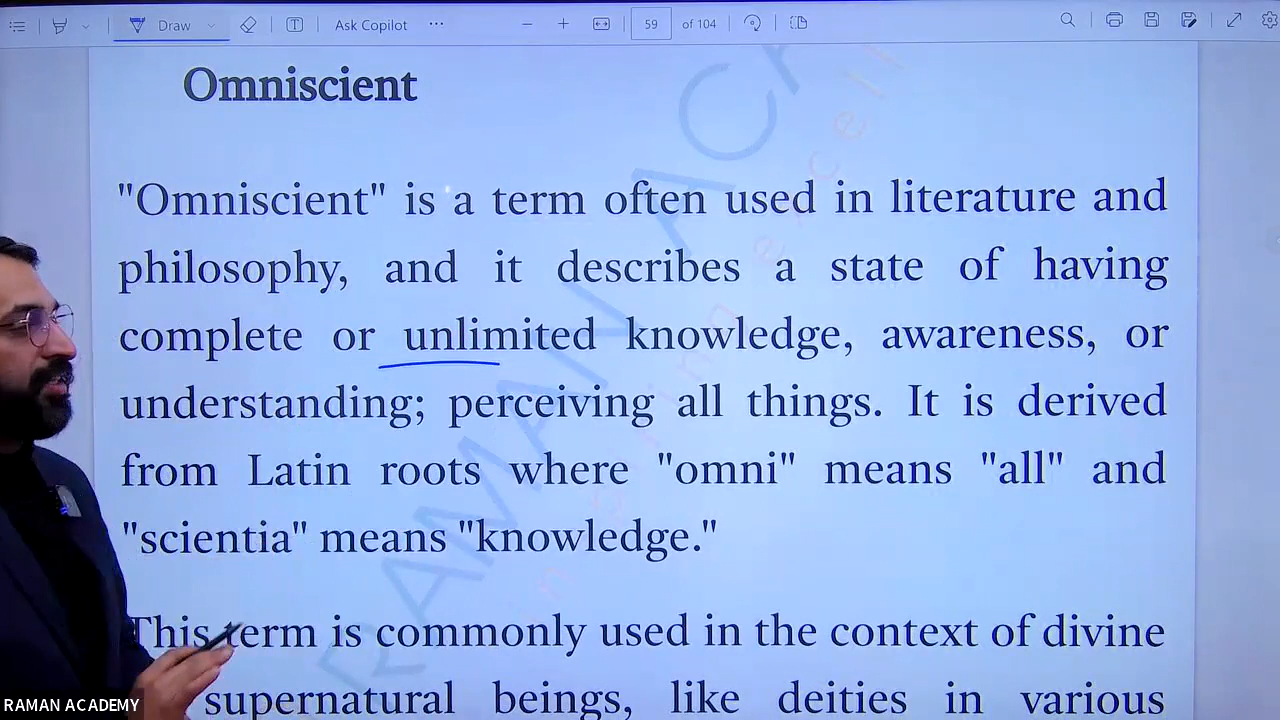 Draw
Ask Copilot
59 of 104
Omniscient
"Omniscient" is a term often used in literature and
philosophy, and it describes a state of having
complete or unlimited knowledge, awareness, or
understanding; perceiving all things. It is derived
from Latin roots where "omni" means "all" and
"scientia" means "knowledge."
This term is commonly used in the context of divine
supernatural beings, like deities in various
RAMAN ACADEMY